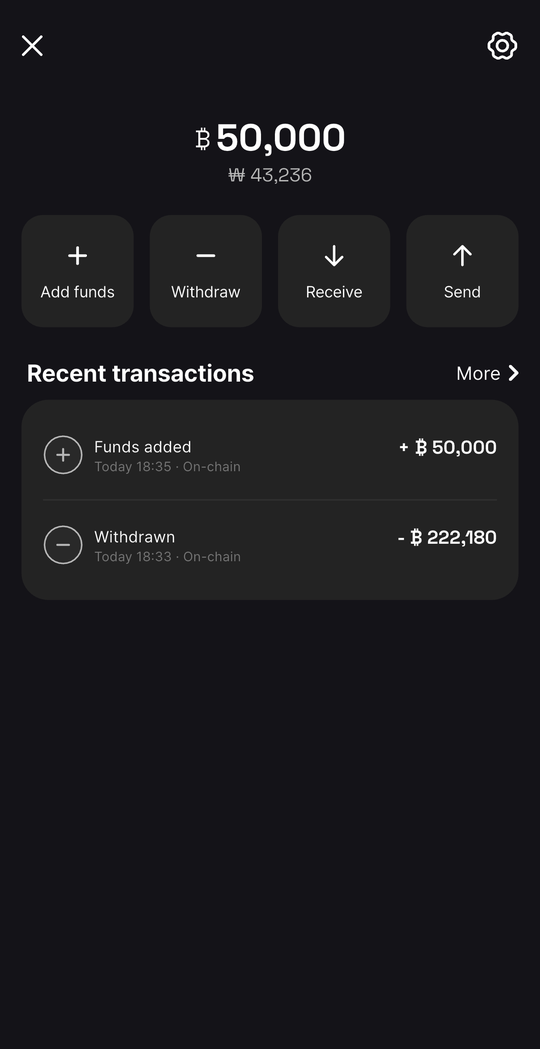 ₿ 50,000
₩ 43,236
Add funds
Withdraw
Receive
Send
Recent transactions
More
Funds added
+ ₿ 50,000
Today 18:35 · On-chain
Withdrawn
- ₿ 222,180
Today 18:33 · On-chain